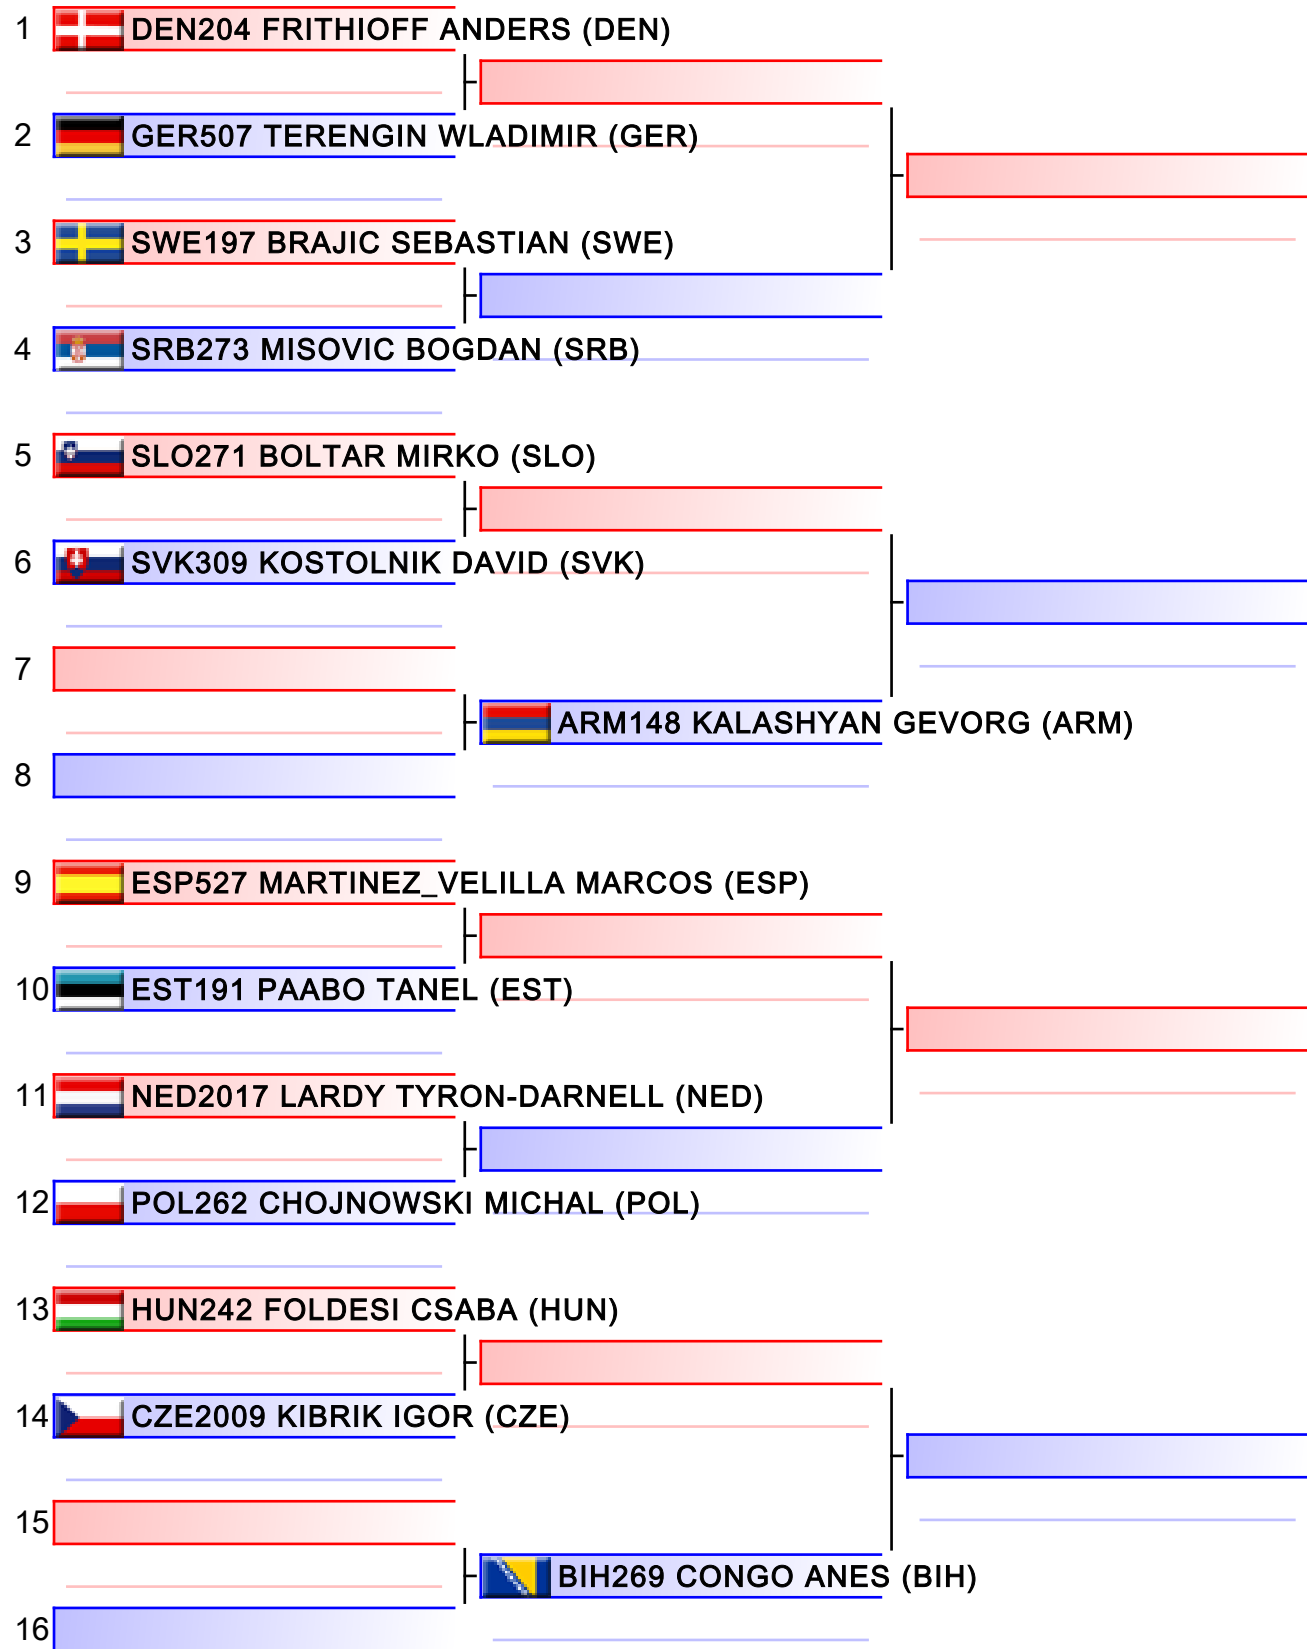 1 DEN204 FRITHIOFF ANDERS (DEN)
2 GER507 TERENGIN WLADIMIR (GER)
3 SWE197 BRAJIC SEBASTIAN (SWE)
4 SRB273 MISOVIC BOGDAN (SRB)
5 SLO271 BOLTAR MIRKO (SLO)
6 SVK309 KOSTOLNIK DAVID (SVK)
7
ARM148 KALASHYAN GEVORG (ARM)
8
9 ESP527 MARTINEZ_VELILLA MARCOS (ESP)
10 EST191 PAABO TANEL (EST)
11 NED2017 LARDY TYRON-DARNELL (NED)
12 POL262 CHOJNOWSKI MICHAL (POL)
13 HUN242 FOLDESI CSABA (HUN)
14 CZE2009 KIBRIK IGOR (CZE)
15
BIH269 CONGO ANES (BIH)
16